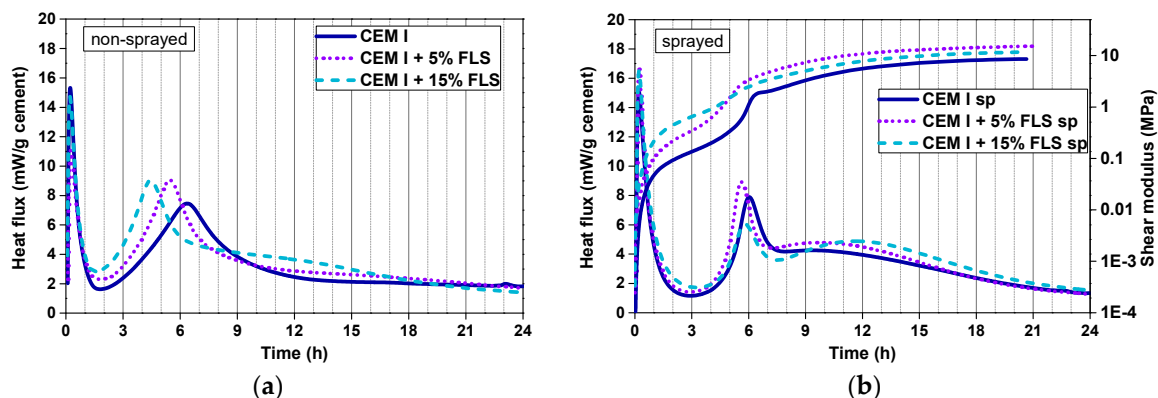 non-sprayed
CEM I
CEM I + 5% FLS
CEM I + 15% FLS
Heat flux (mW/g cement)
20
18
16
14
12
10
8
6
4
2
0
0 3 6 9 12 15 18 21 24
Time (h)
(a)
sprayed
CEM I sp
CEM I + 5% FLS sp
CEM I + 15% FLS sp
Heat flux (mW/g cement)
20
18
16
14
12
10
8
6
4
2
0
10
1
0.1
0.01
1E-3
1E-4
Shear modulus (MPa)
0 3 6 9 12 15 18 21 24
Time (h)
(b)